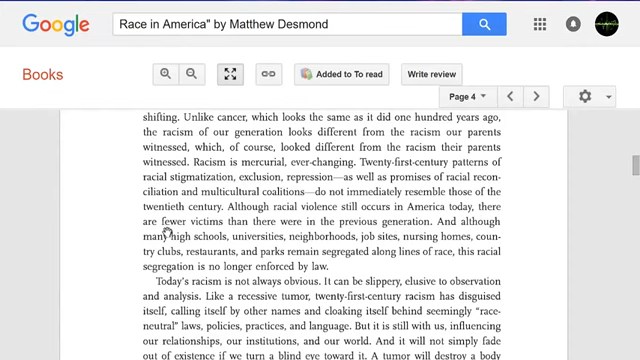 Google
Race in America" by Matthew Desmond
Books
Added to To read
Write review
Page 4
shifting. Unlike cancer, which looks the same as it did one hundred years ago,
the racism of our generation looks different from the racism our parents
witnessed, which, of course, looked different from the racism their parents
witnessed. Racism is mercurial, ever-changing. Twenty-first-century patterns of
racial stigmatization, exclusion, repression—as well as promises of racial recon-
ciliation and multicultural coalitions—do not immediately resemble those of the
twentieth century. Although racial violence still occurs in America today, there
are fewer victims than there were in the previous generation. And although
many high schools, universities, neighborhoods, job sites, nursing homes, coun-
try clubs, restaurants, and parks remain segregated along lines of race, this racial
segregation is no longer enforced by law.
Today's racism is not always obvious. It can be slippery, elusive to observation
and analysis. Like a recessive tumor, twenty-first-century racism has disguised
itself, calling itself by other names and cloaking itself behind seemingly "race-
neutral" laws, policies, practices, and language. But it is still with us, influencing
our relationships, our institutions, and our world. And it will not simply fade
out of existence if we turn a blind eye toward it. A tumor will destroy a body